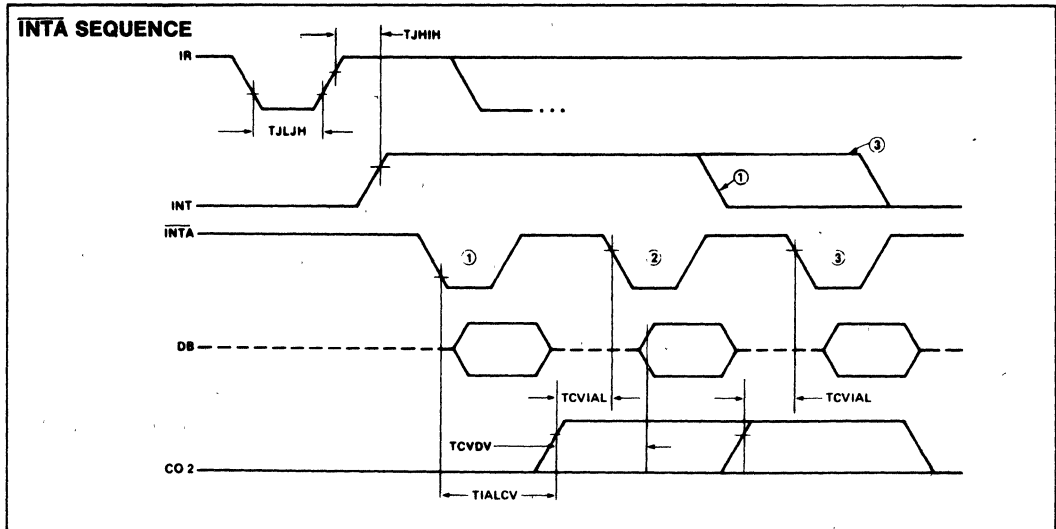 INTA SEQUENCE
TJHIH
IR
...
TJLJH
③
①
INT
INTA
① ② ③
DB
TCVIAL TCVIAL
TCVDV
CO 2
TIALCV